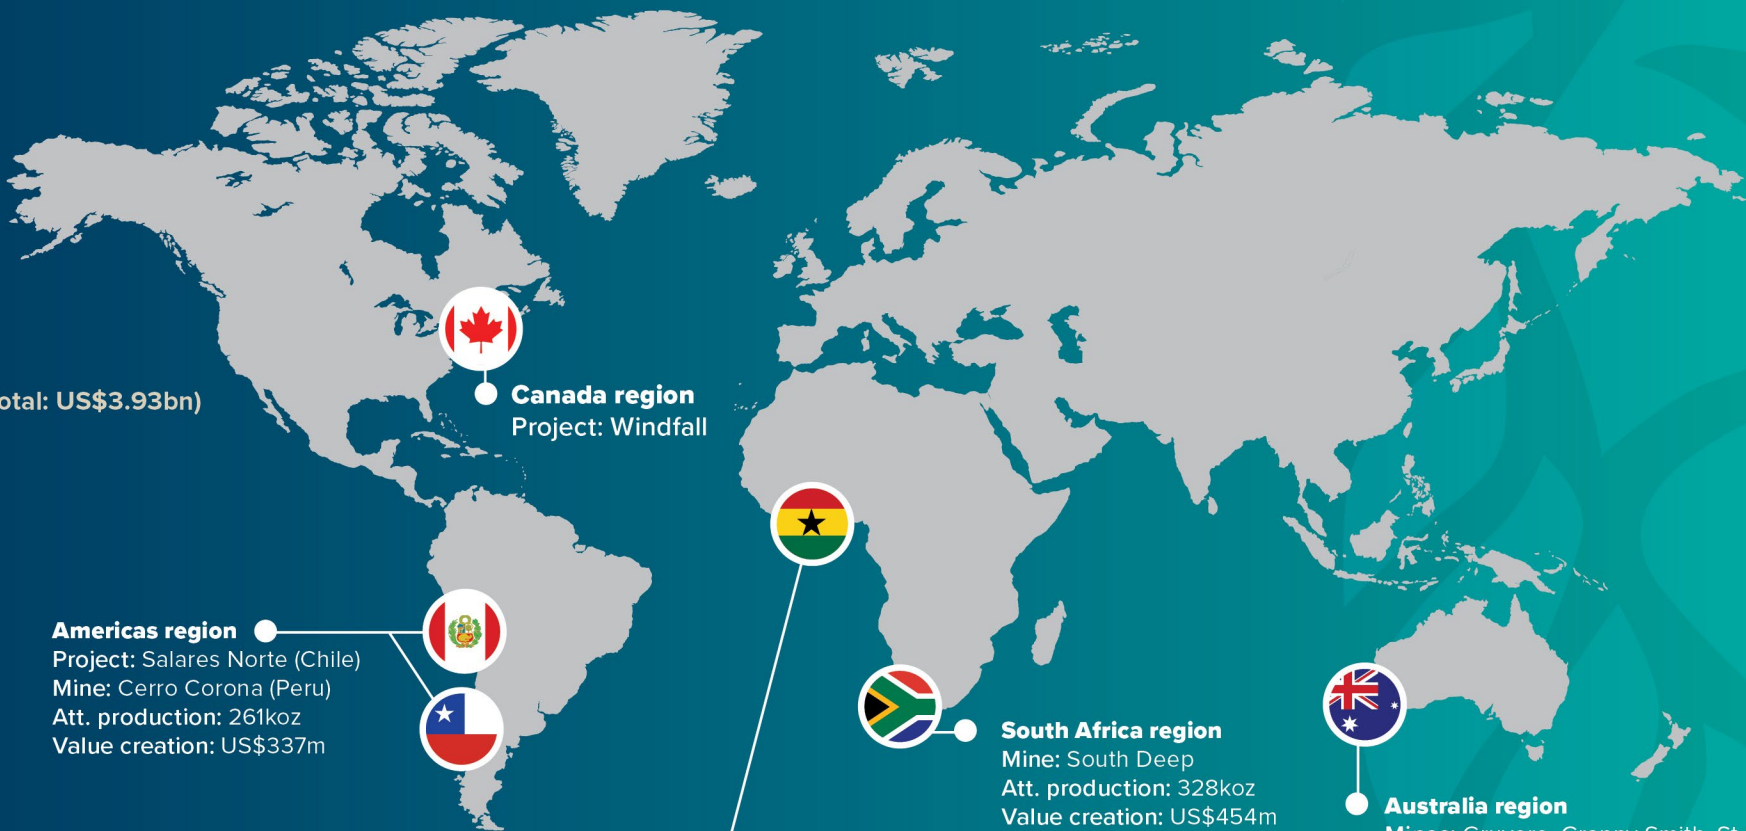 US$3.93bn)
Canada region
Project: Windfall
Americas region
Project: Salares Norte (Chile)
Mine: Cerro Corona (Peru)
Att. production: 261koz
Value creation: US$337m
South Africa region
Mine: South Deep
Att. production: 328koz
Value creation: US$454m
Australia region